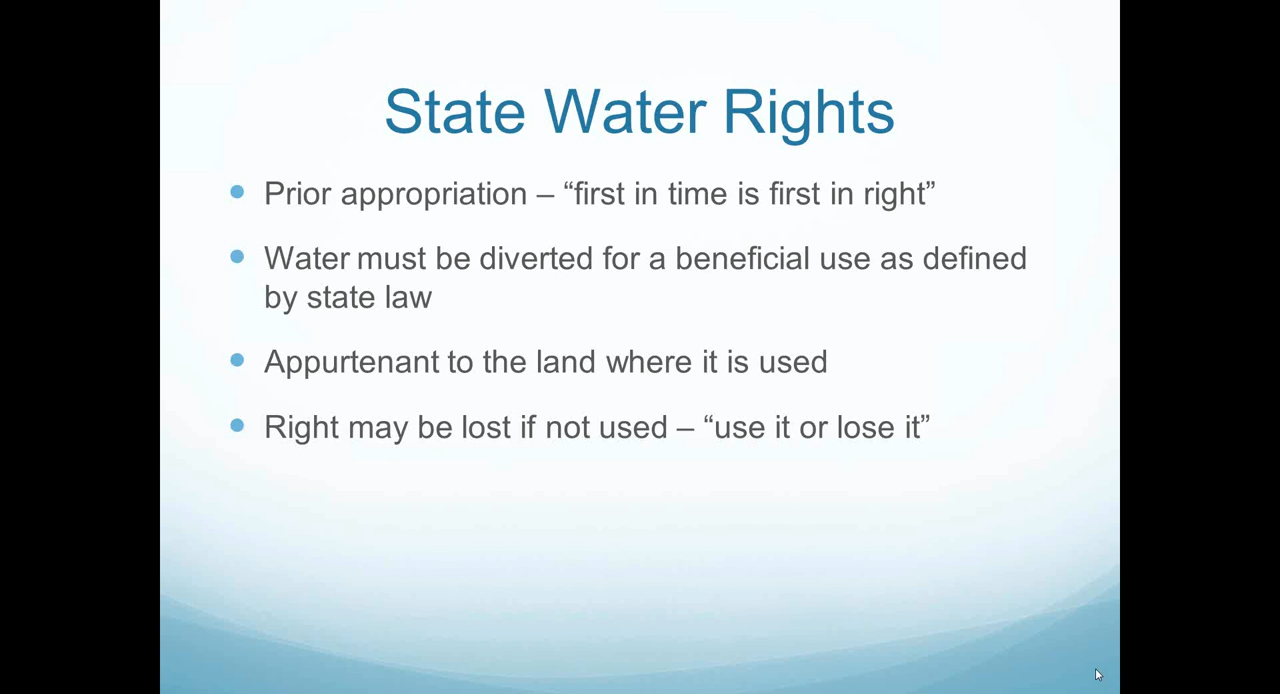 State Water Rights
Prior appropriation – “first in time is first in right”
Water must be diverted for a beneficial use as defined
by state law
Appurtenant to the land where it is used
Right may be lost if not used – “use it or lose it”